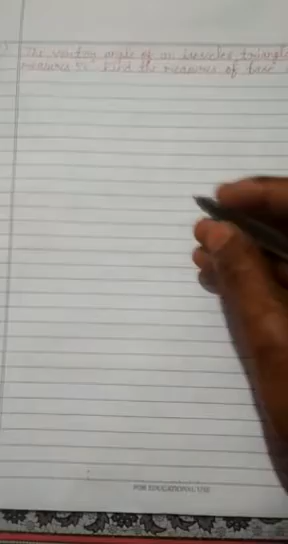 The vertex angle of an isosceles triangle
measures Find the measures of base
FOR EDUCATIONAL USE